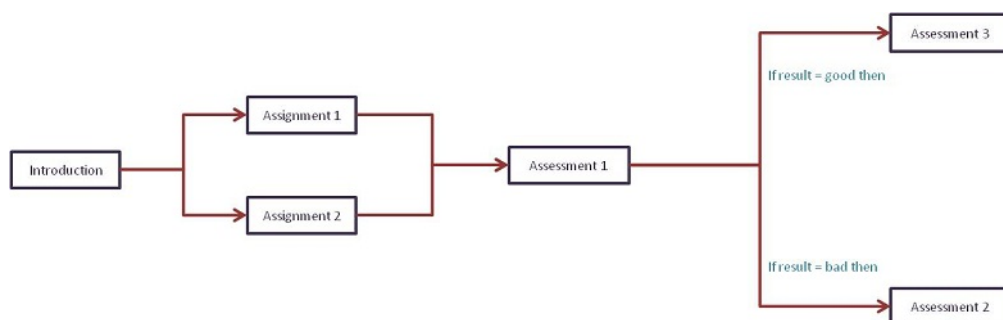 Introduction
Assignment 1
Assignment 2
Assessment 1
Assessment 3
If result = good then
If result = bad then
Assessment 2